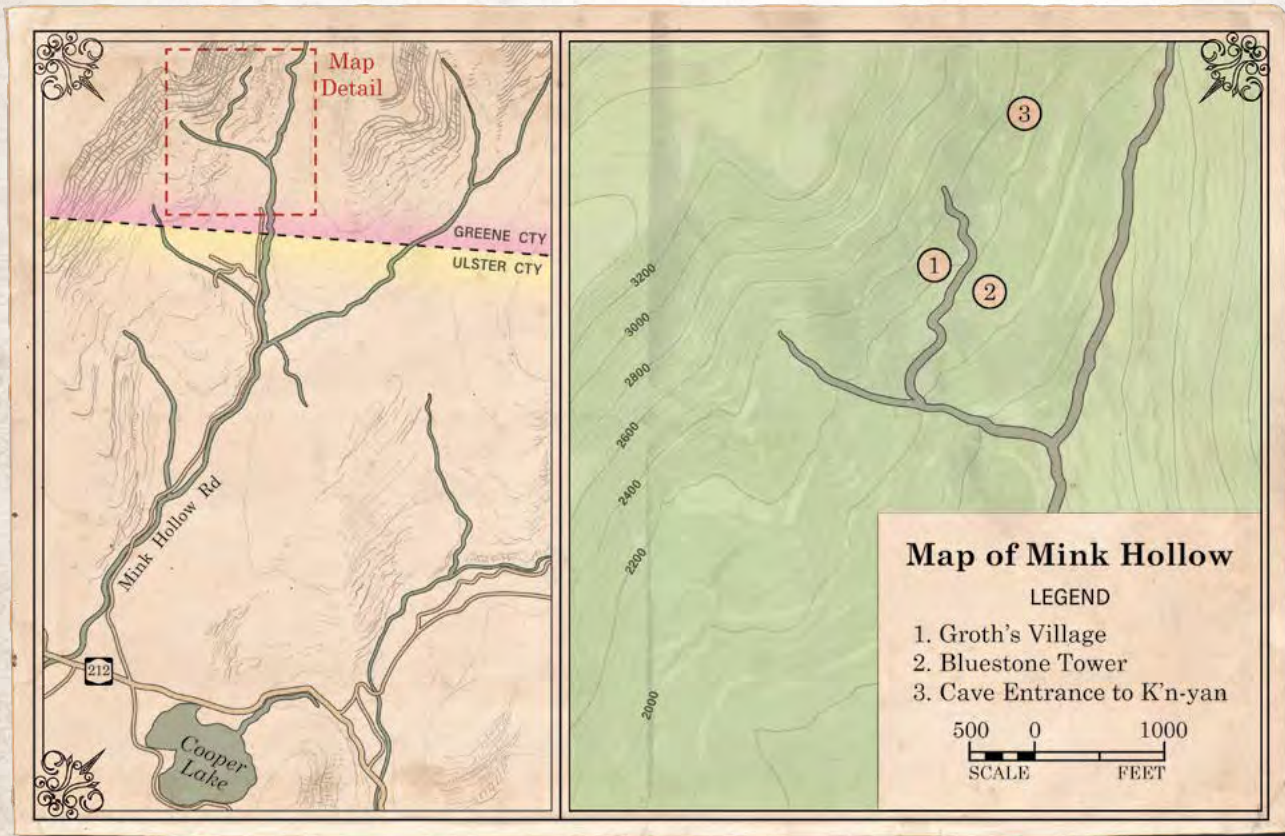 Map
Detail
GREENE CTY
ULSTER CTY
Mink Hollow Rd
212
Cooper
Lake
3
1
2
3200
3000
2800
2600
2400
2200
2000
Map of Mink Hollow
LEGEND
1. Groth's Village
2. Bluestone Tower
3. Cave Entrance to K'n-yan
500 0 1000
SCALE FEET